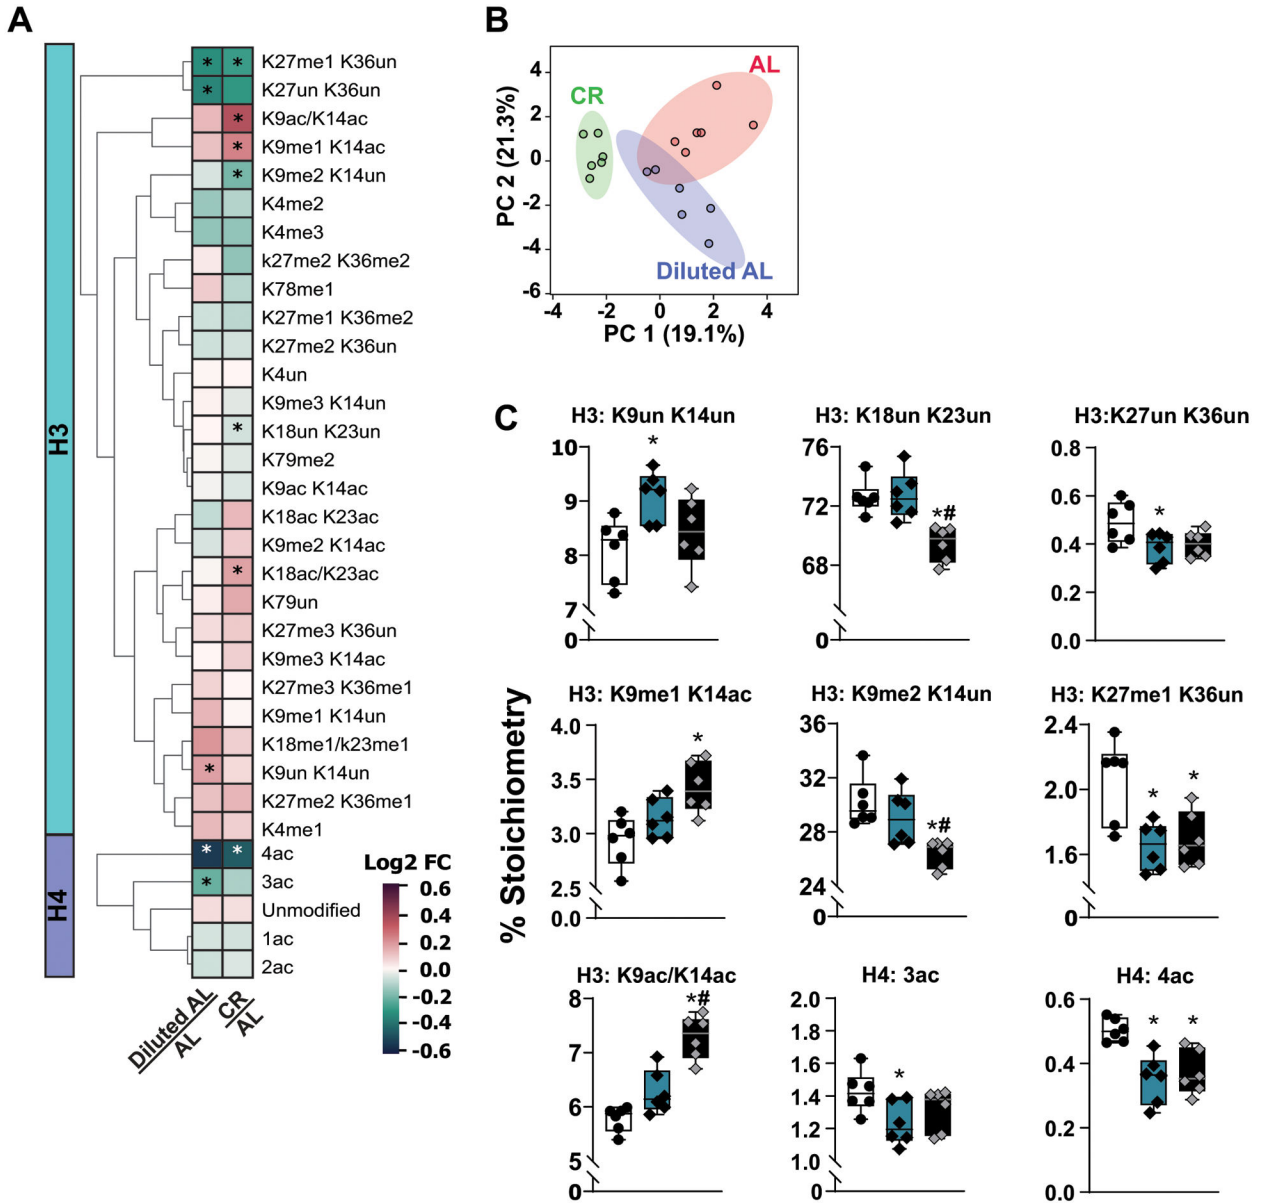 A
H3
H4
* * K27me1 K36un
* K27un K36un
* K9ac/K14ac
* K9me1 K14ac
* K9me2 K14un
K4me2
K4me3
k27me2 K36me2
K78me1
K27me1 K36me2
K27me2 K36un
K4un
K9me3 K14un
* K18un K23un
K79me2
K9ac K14ac
K18ac K23ac
K9me2 K14ac
* K18ac/K23ac
K79un
K27me3 K36un
K9me3 K14ac
K27me3 K36me1
K9me1 K14un
K18me1/k23me1
* K9un K14un
K27me2 K36me1
K4me1
* * 4ac
* 3ac
Unmodified
1ac
2ac
Diluted AL
AL
CR
AL
Log2 FC
0.6
0.4
0.2
0.0
-0.2
-0.4
-0.6
B
PC 2 (21.3%)
4
2
0
-2
-4
-6
AL
CR
Diluted AL
-4 -2 0 2 4
PC 1 (19.1%)
C
% Stoichiometry
H3: K9un K14un
10
9
8
7
0
*
H3: K18un K23un
76
72
68
0
*#
H3:K27un K36un
0.8
0.6
0.4
0.2
0.0
*
H3: K9me1 K14ac
4.0
3.5
3.0
2.5
0.0
*
H3: K9me2 K14un
36
32
28
24
0
*#
H3: K27me1 K36un
2.4
2.0
1.6
0
* *
H3: K9ac/K14ac
8
7
6
5
0
*#
H4: 3ac
2.0
1.8
1.6
1.4
1.2
1.0
0
*
H4: 4ac
0.6
0.4
0.2
0.0
* *